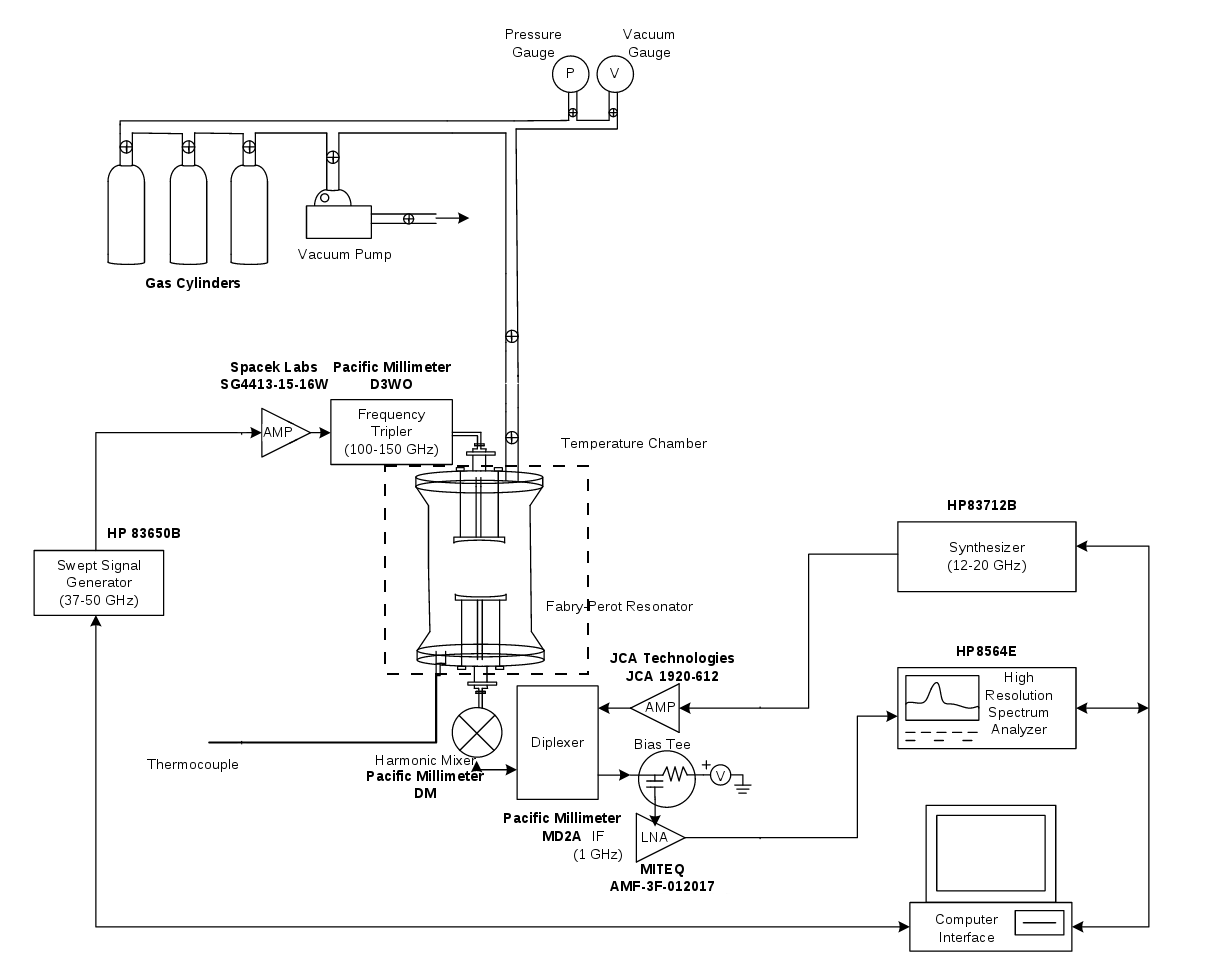 Pressure
Gauge
Vacuum
Gauge
P
V
Gas Cylinders
Vacuum Pump
Spacek Labs
SG4413-15-16W
Pacific Millimeter
D3WO
AMP
Frequency
Tripler
(100-150 GHz)
Temperature Chamber
HP 83650B
Swept Signal
Generator
(37-50 GHz)
HP83712B
Synthesizer
(12-20 GHz)
Fabry-Perot Resonator
JCA Technologies
JCA 1920-612
AMP
HP8564E
High
Resolution
Spectrum
Analyzer
Diplexer
Bias Tee
+
V
Thermocouple
Harmonic Mixer
Pacific Millimeter
DM
Pacific Millimeter
MD2A IF
(1 GHz)
LNA
MITEQ
AMF-3F-012017
Computer
Interface